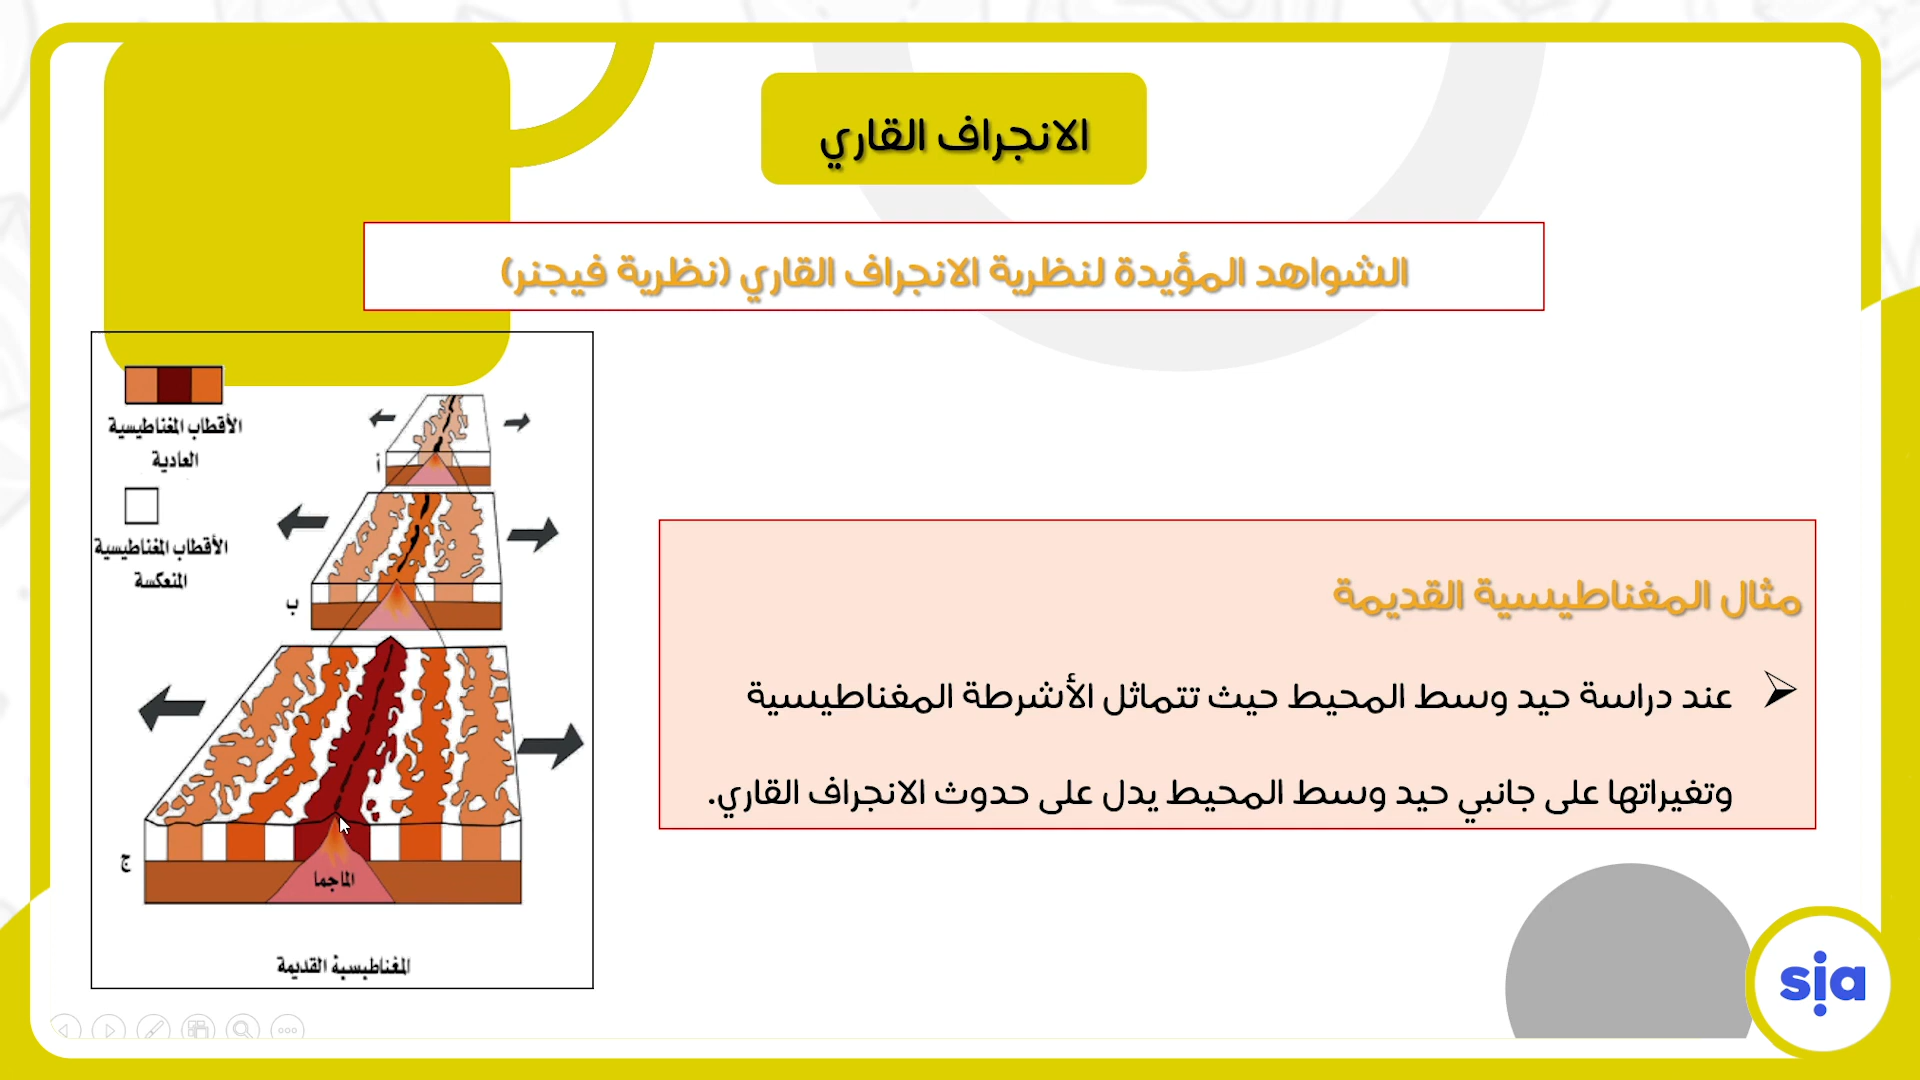 الانجراف القاري
الشواهد المؤيدة لنظرية الانجراف القاري (نظرية فيجنر)
الأقطاب المغناطيسية
العادية
الأقطاب المغناطيسية
المنعكسة
أ
ب
ج
الماجما
المغناطيسية القديمة
مثال المغناطيسية القديمة
عند دراسة حيد وسط المحيط حيث تتماثل الأشرطة المغناطيسية
وتغيراتها على جانبي حيد وسط المحيط يدل على حدوث الانجراف القاري.
sia